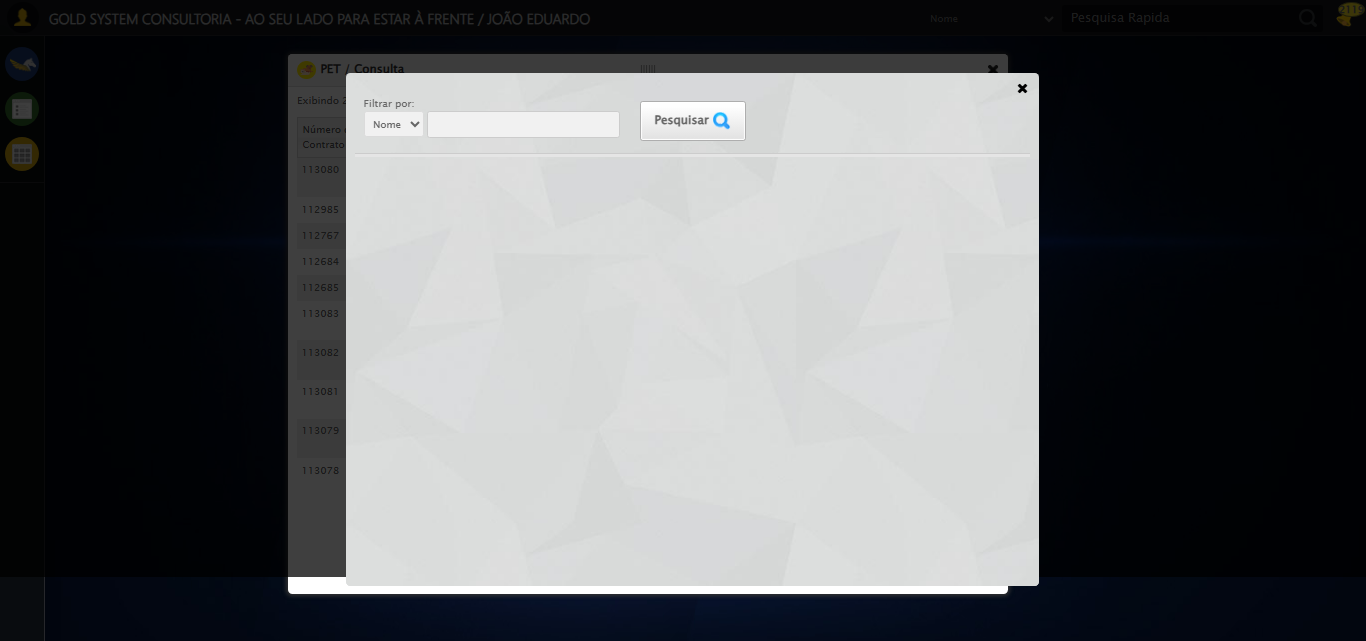 GOLD SYSTEM CONSULTORIA - AO SEU LADO PARA ESTAR À FRENTE / JOÃO EDUARDO
Nome
Pesquisa Rapida
PET / Consulta
Exibindo
Filtrar por:
Nome
Pesquisar
Número
Contrato
113080
112985
112767
112684
112685
113083
113082
113081
113079
113078